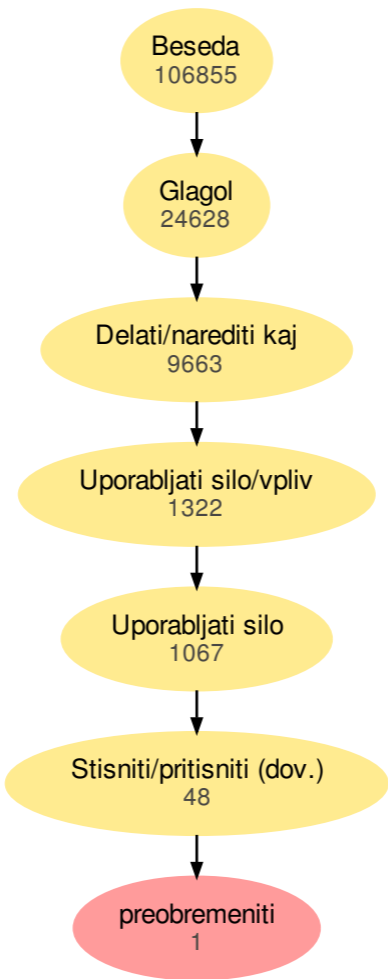 Beseda
106855
Glagol
24628
Delati/narediti kaj
9663
Uporabljati silo/vpliv
1322
Uporabljati silo
1067
Stisniti/pritisniti (dov.)
48
preobremeniti
1